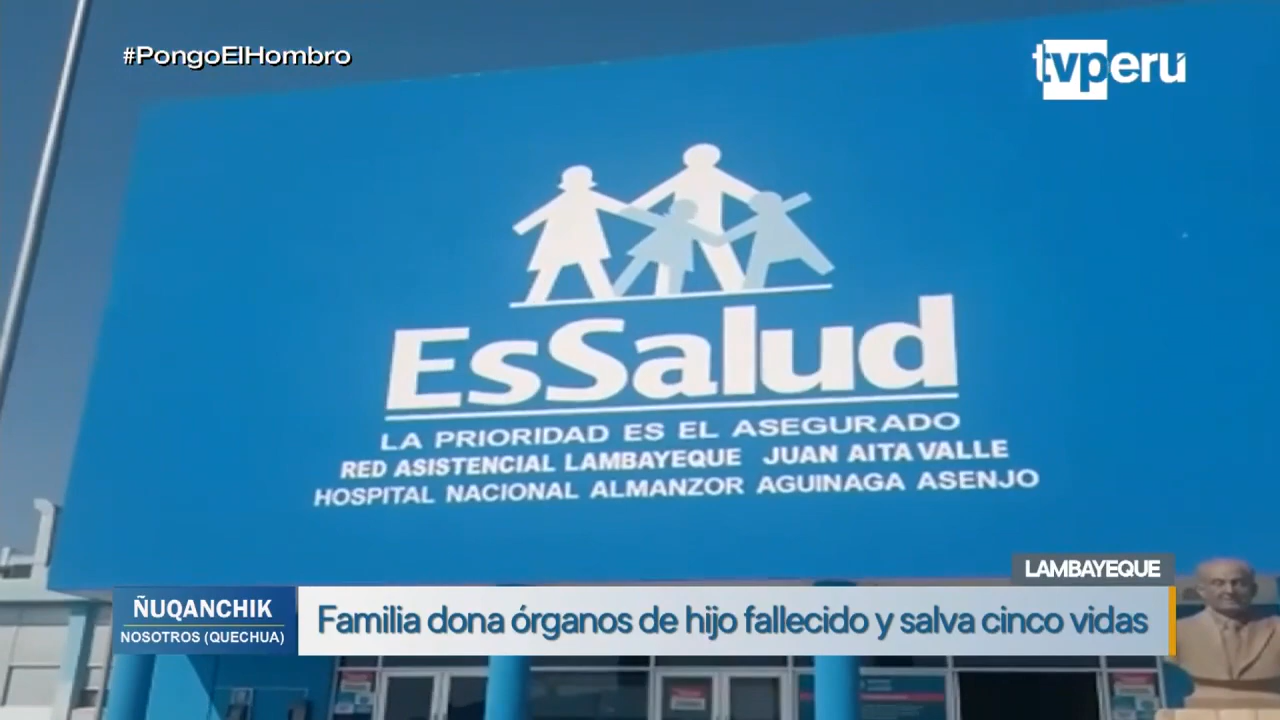 #PongoElHombro
tvperú
EsSalud
LA PRIORIDAD ES EL ASEGURADO
RED ASISTENCIAL LAMBAYEQUE JUAN AITA VALLE
HOSPITAL NACIONAL ALMANZOR AGUINAGA ASENJO
LAMBAYEQUE
ÑUQANCHIK
NOSOTROS (QUECHUA)
Familia dona órganos de hijo fallecido y salva cinco vidas